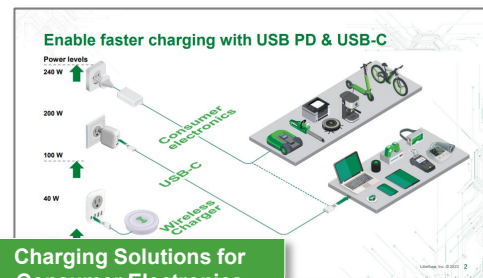 Enable faster charging with USB PD & USB-C
Power levels
240 W
200 W
100 W
40 W
Consumer
electronics
USB-C
Wireless
Charger
Charging Solutions for
Consumer Electronics
Littelfuse, Inc. © 2023
2